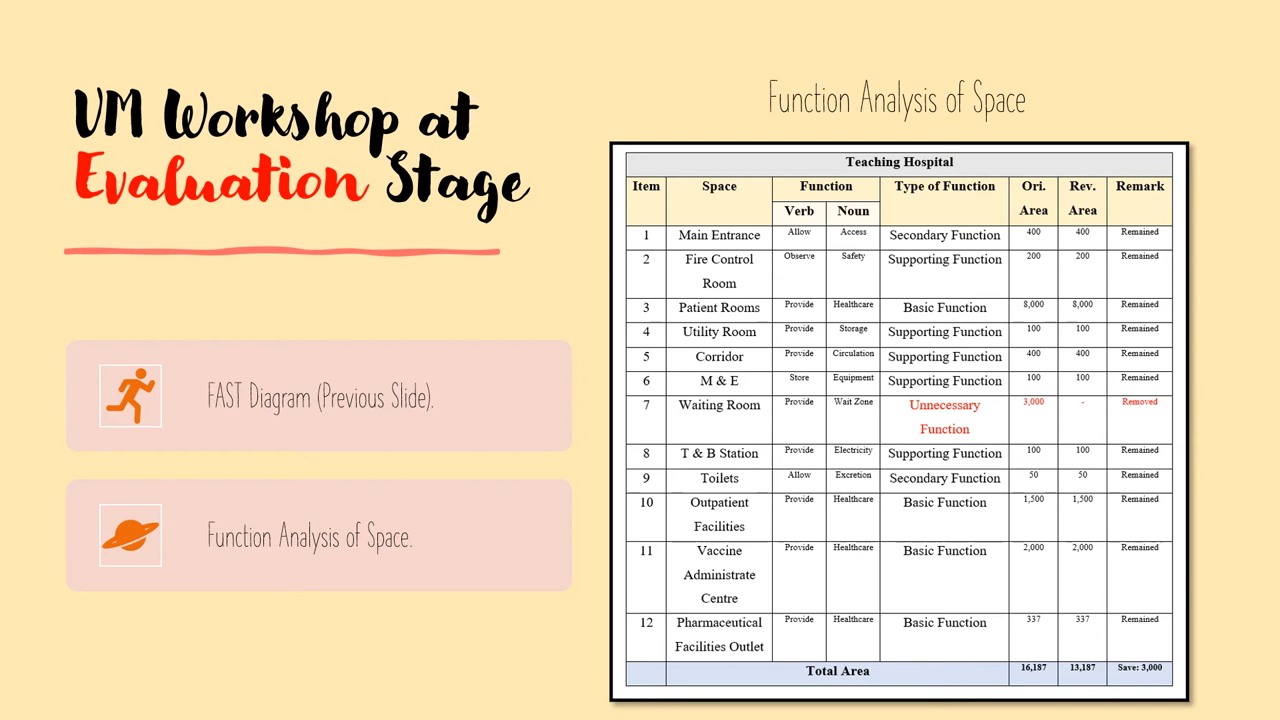 VM Workshop at
Evaluation Stage
FAST Diagram (Previous Slide).
Function Analysis of Space.
Function Analysis of Space
Teaching Hospital
Item Space Function Type of Function Ori. Area Rev. Area Remark
Verb Noun
1 Main Entrance Allow Access Secondary Function 400 400 Remained
2 Fire Control Room Observe Safety Supporting Function 200 200 Remained
3 Patient Rooms Provide Healthcare Basic Function 8,000 8,000 Remained
4 Utility Room Provide Storage Supporting Function 100 100 Remained
5 Corridor Provide Circulation Supporting Function 400 400 Remained
6 M & E Store Equipment Supporting Function 100 100 Remained
7 Waiting Room Provide Wait Zone Unnecessary Function 3,000 - Removed
8 T & B Station Provide Electricity Supporting Function 100 100 Remained
9 Toilets Allow Excretion Secondary Function 50 50 Remained
10 Outpatient Facilities Provide Healthcare Basic Function 1,500 1,500 Remained
11 Vaccine Administrate Centre Provide Healthcare Basic Function 2,000 2,000 Remained
12 Pharmaceutical Facilities Outlet Provide Healthcare Basic Function 337 337 Remained
Total Area 16,187 13,187 Save: 3,000